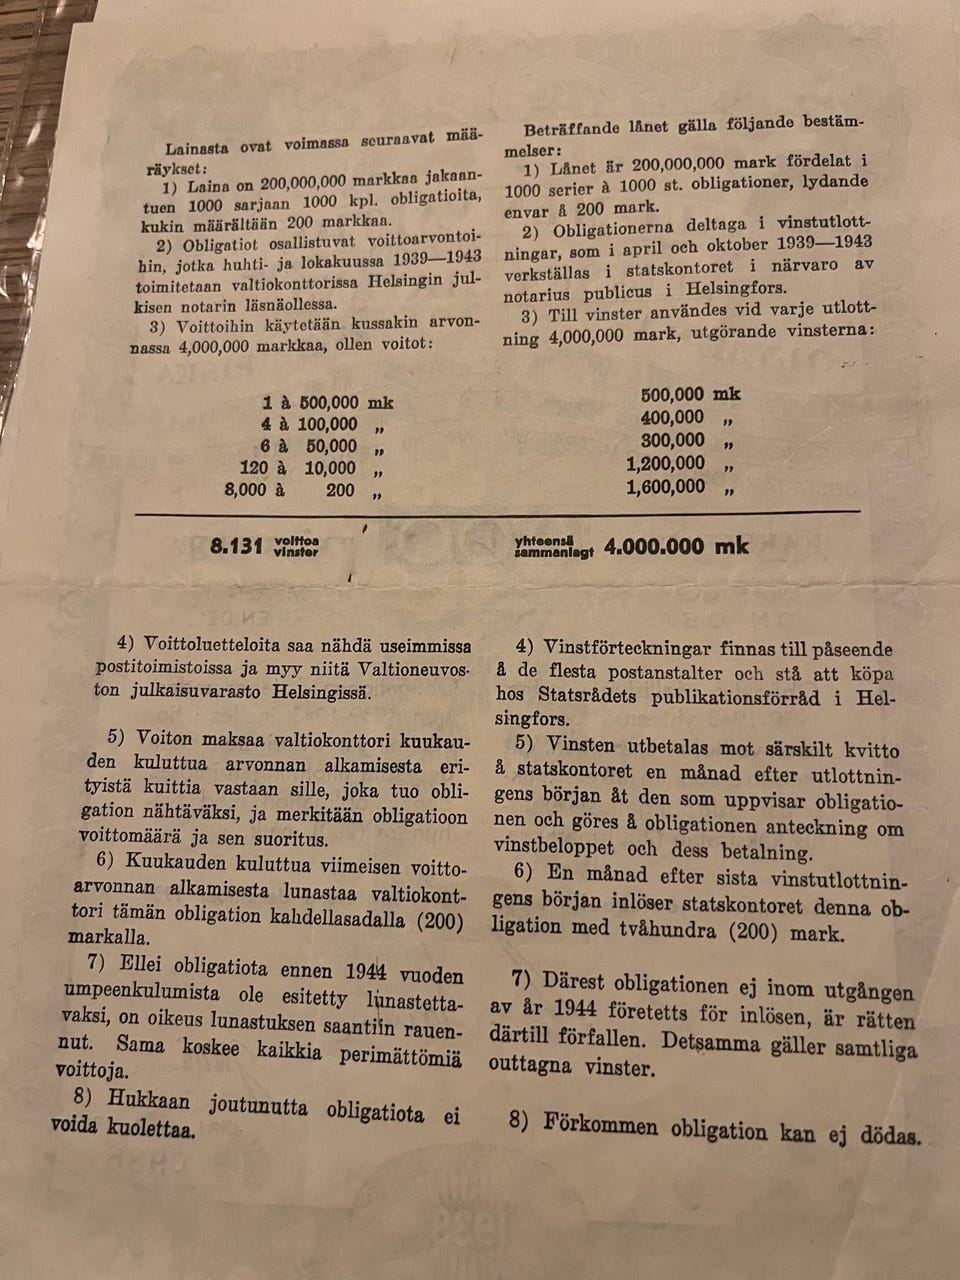 Lainasta ovat voimassa seuraavat mää-
räykset:
1) Laina on 200,000,000 markkaa jakaan-
tuen 1000 sarjaan 1000 kpl. obligatioita,
kukin määrältään 200 markkaa.
2) Obligatiot osallistuvat voittoarvontoi-
hin, jotka huhti- ja lokakuussa 1939—1943
toimitetaan valtiokonttorissa Helsingin jul-
kisen notarin läsnäollessa.
3) Voittoihin käytetään kussakin arvon-
nassa 4,000,000 markkaa, ollen voitot:
Beträffande lånet gälla följande bestäm-
melser:
1) Lånet är 200,000,000 mark fördelat i
1000 serier à 1000 st. obligationer, lydande
envar å 200 mark.
2) Obligationerna deltaga i vinstutlott-
ningar, som i april och oktober 1939—1943
verkställas i statskontoret i närvaro av
notarius publicus i Helsingfors.
3) Till vinster användes vid varje utlott-
ning 4,000,000 mark, utgörande vinsterna:
1 à 500,000 mk 500,000 mk
4 à 100,000 „ 400,000 „
6 à 50,000 „ 300,000 „
120 à 10,000 „ 1,200,000 „
8,000 à 200 „ 1,600,000 „
8.131 voittoa vinster yhteensä sammanlagt 4.000.000 mk
4) Voittoluetteloita saa nähdä useimmissa
postitoimistoissa ja myy niitä Valtioneuvos-
ton julkaisuvarasto Helsingissä.
5) Voiton maksaa valtiokonttori kuukau-
den kuluttua arvonnan alkamisesta eri-
tyistä kuittia vastaan sille, joka tuo obli-
gation nähtäväksi, ja merkitään obligatioon
voittomäärä ja sen suoritus.
6) Kuukauden kuluttua viimeisen voitto-
arvonnan alkamisesta lunastaa valtiokont-
tori tämän obligation kahdellasadalla (200)
markalla.
7) Ellei obligatiota ennen 1944 vuoden
umpeenkulumista ole esitetty lunastetta-
vaksi, on oikeus lunastuksen saantiin rauen-
nut. Sama koskee kaikkia perimättömiä
voittoja.
8) Hukkaan joutunutta obligatiota ei
voida kuolettaa.
4) Vinstförteckningar finnas till påseende
å de flesta postanstalter och stå att köpa
hos Statsrådets publikationsförråd i Hel-
singfors.
5) Vinsten utbetalas mot särskilt kvitto
å statskontoret en månad efter utlottnin-
gens början åt den som uppvisar obligatio-
nen och göres å obligationen anteckning om
vinstbeloppet och dess betalning.
6) En månad efter sista vinstutlottnin-
gens början inlöser statskontoret denna ob-
ligation med tvåhundra (200) mark.
7) Därest obligationen ej inom utgången
av år 1944 företetts för inlösen, är rätten
därtill förfallen. Detsamma gäller samtliga
outtagna vinster.
8) Förkommen obligation kan ej dödas.